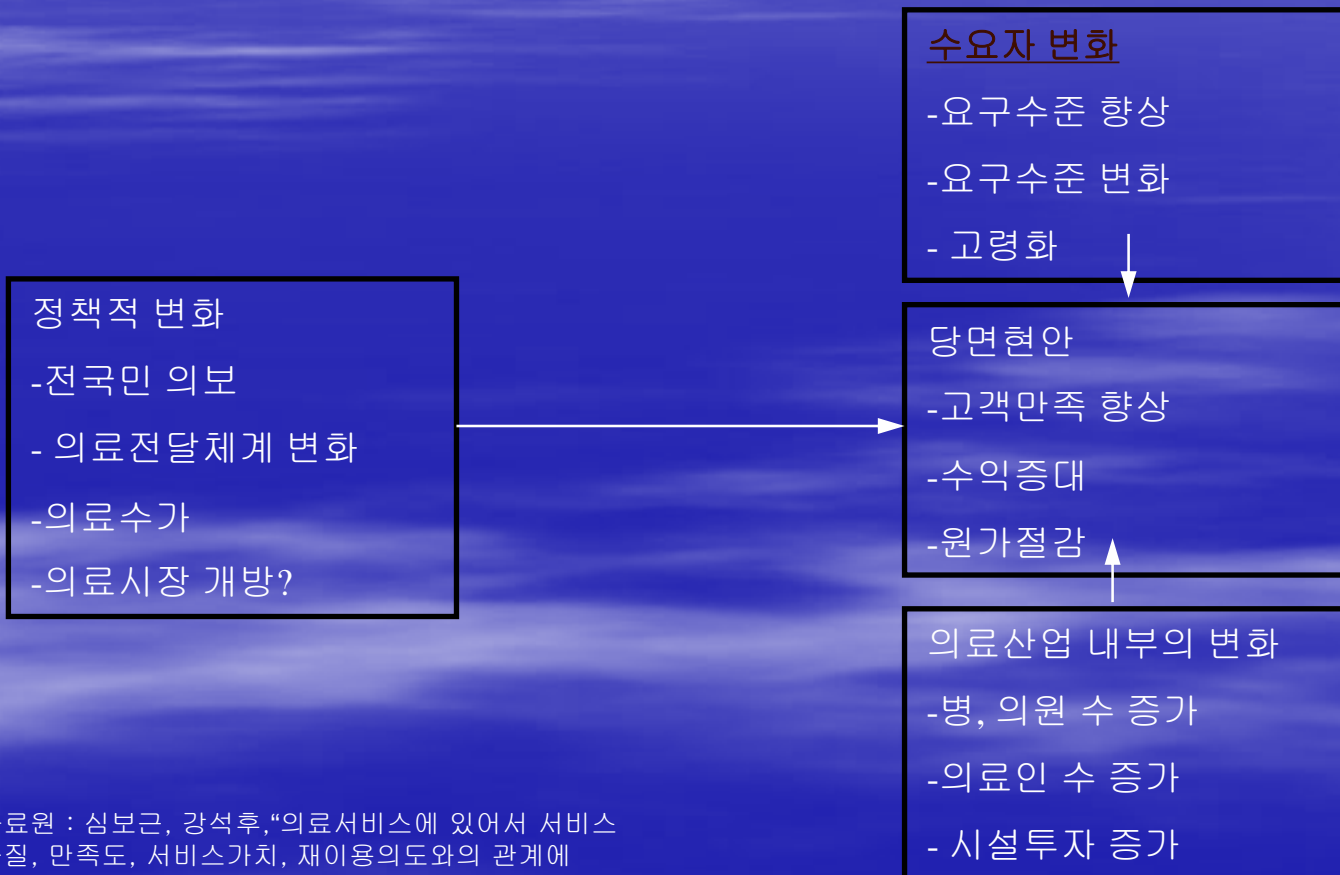 수요자 변화
-요구수준 향상
-요구수준 변화
- 고령화
정책적 변화
-전국민 의보
- 의료전달체계 변화
-의료수가
-의료시장 개방?
당면현안
-고객만족 향상
-수익증대
-원가절감
의료산업 내부의 변화
-병, 의원 수 증가
-의료인 수 증가
- 시설투자 증가
료원 : 심보근, 강석후,“의료서비스에 있어서 서비스
질, 만족도, 서비스가치, 재이용의도와의 관계에